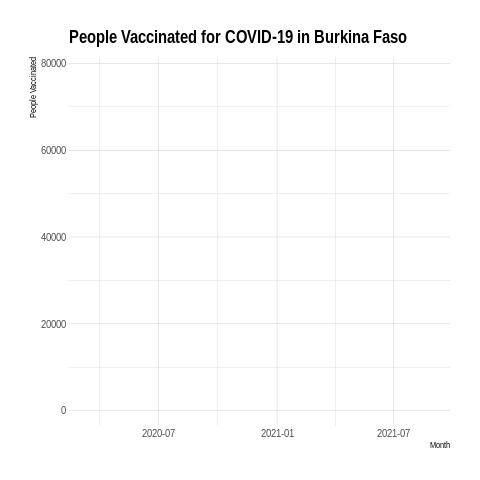 People Vaccinated for COVID-19 in Burkina Faso
People Vaccinated
80000
60000
40000
20000
0
2020-07
2021-01
2021-07
Month